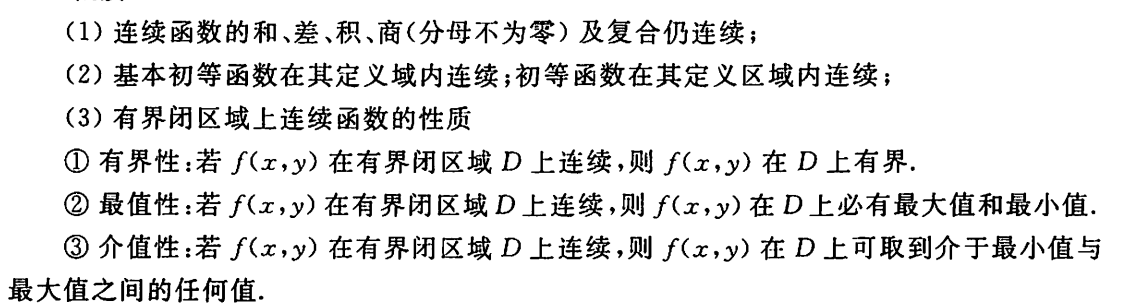 (1) 连续函数的和、差、积、商(分母不为零)及复合仍连续;
(2) 基本初等函数在其定义域内连续;初等函数在其定义区域内连续;
(3) 有界闭区域上连续函数的性质
① 有界性:若 f(x,y) 在有界闭区域 D 上连续,则 f(x,y) 在 D 上有界.
② 最值性:若 f(x,y) 在有界闭区域 D 上连续,则 f(x,y) 在 D 上必有最大值和最小值.
③ 介值性:若 f(x,y) 在有界闭区域 D 上连续,则 f(x,y) 在 D 上可取到介于最小值与
最大值之间的任何值.